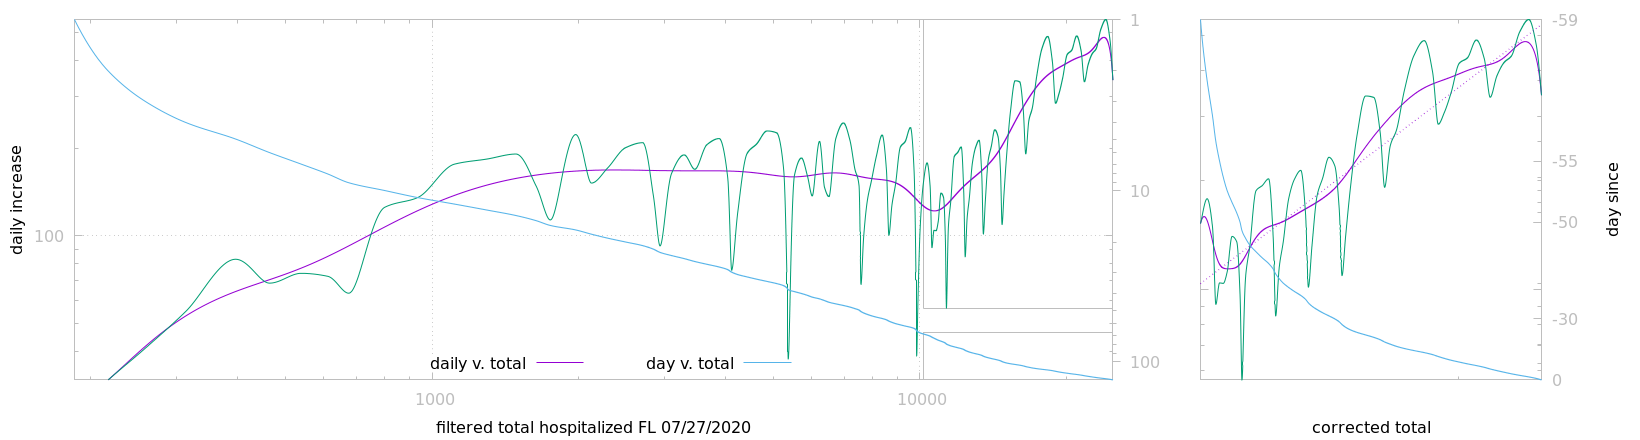 1
-59
daily increase
100
10
100
-55
-50
-30
0
day since
daily v. total
day v. total
1000
10000
filtered total hospitalized FL 07/27/2020
corrected total